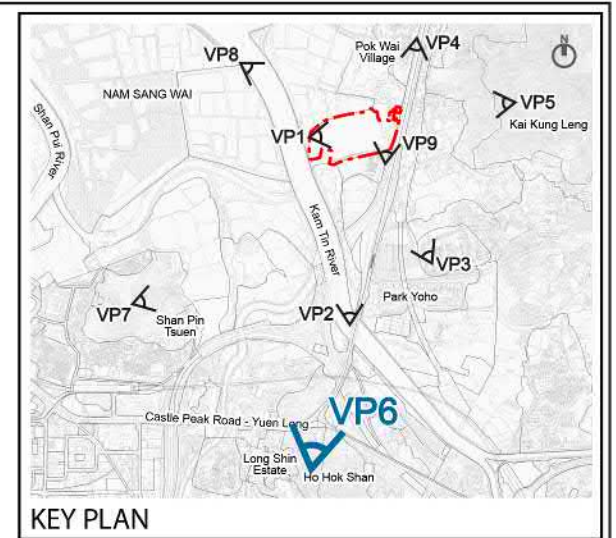 N
VP8
Pok Wai
Village
VP4
NAM SANG WAI
VP5
Kai Kung Leng
Shan Pui River
VP1
VP9
Kam Tin River
VP3
Park Yoho
VP7
Shan Pin
Tsuen
VP2
Castle Peak Road - Yuen Long
VP6
Long Shin
Estate
Ho Hok Shan
KEY PLAN